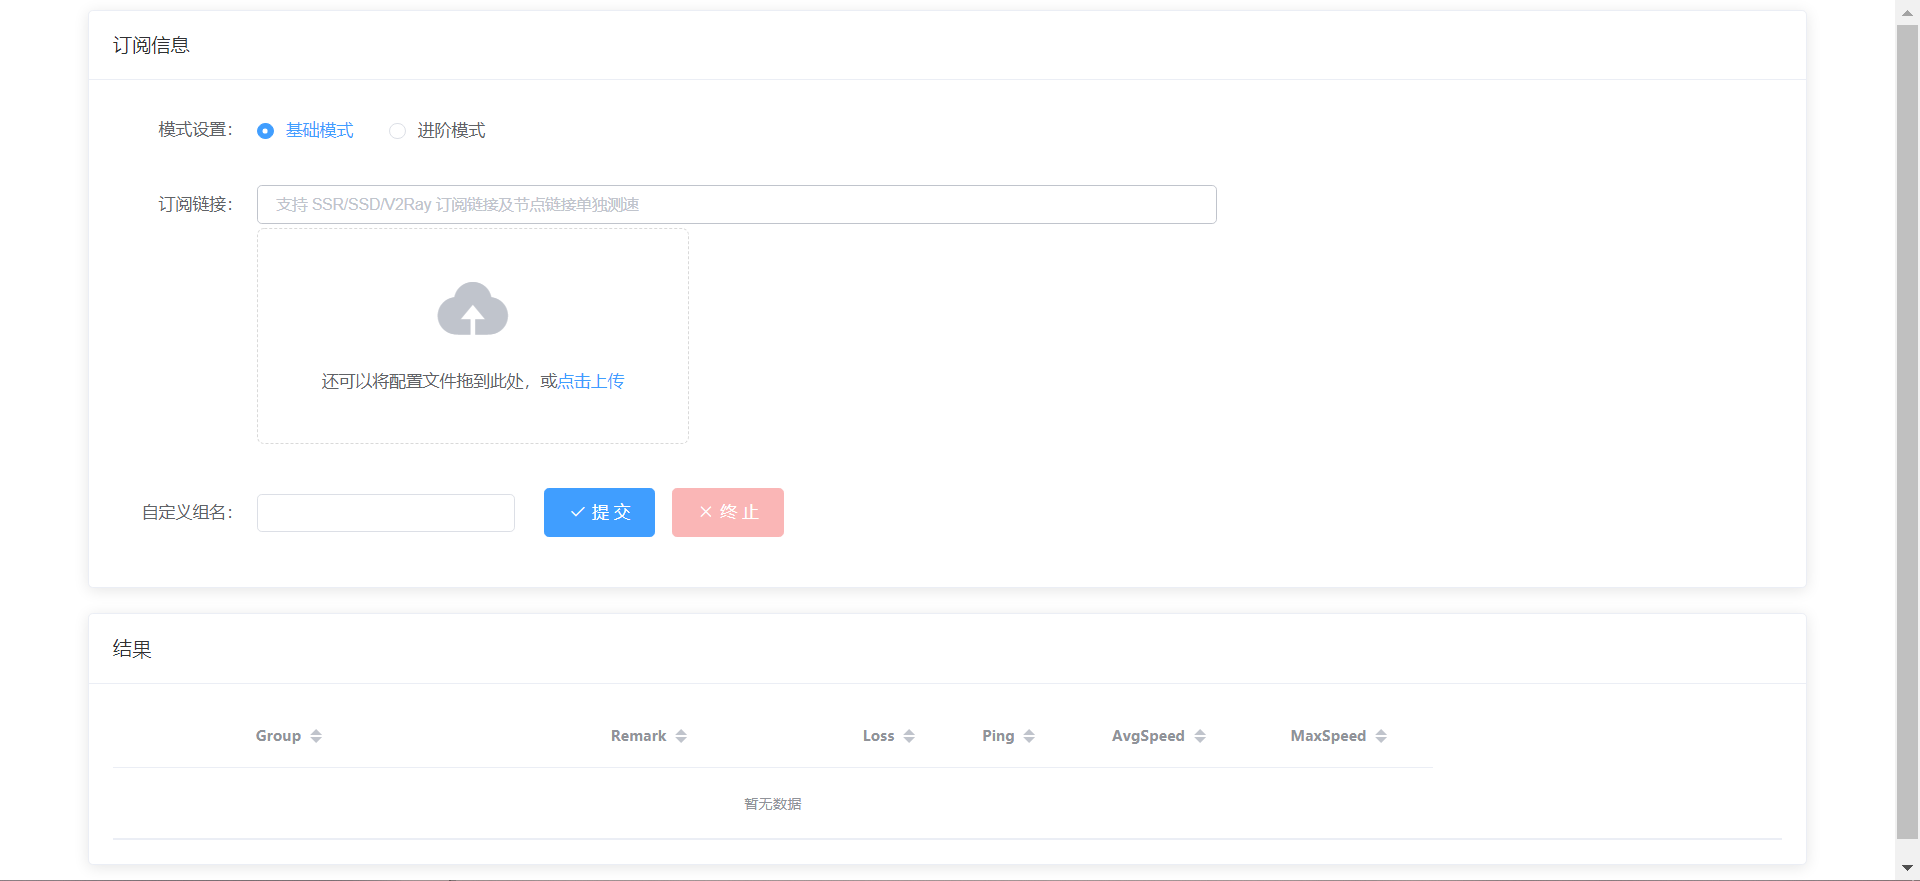 订阅信息
模式设置： 基础模式 进阶模式
订阅链接： 支持 SSR/SSD/V2Ray 订阅链接及节点链接单独测速
还可以将配置文件拖到此处，或点击上传
自定义组名： 提 交 终 止
结果
Group Remark Loss Ping AvgSpeed MaxSpeed
暂无数据